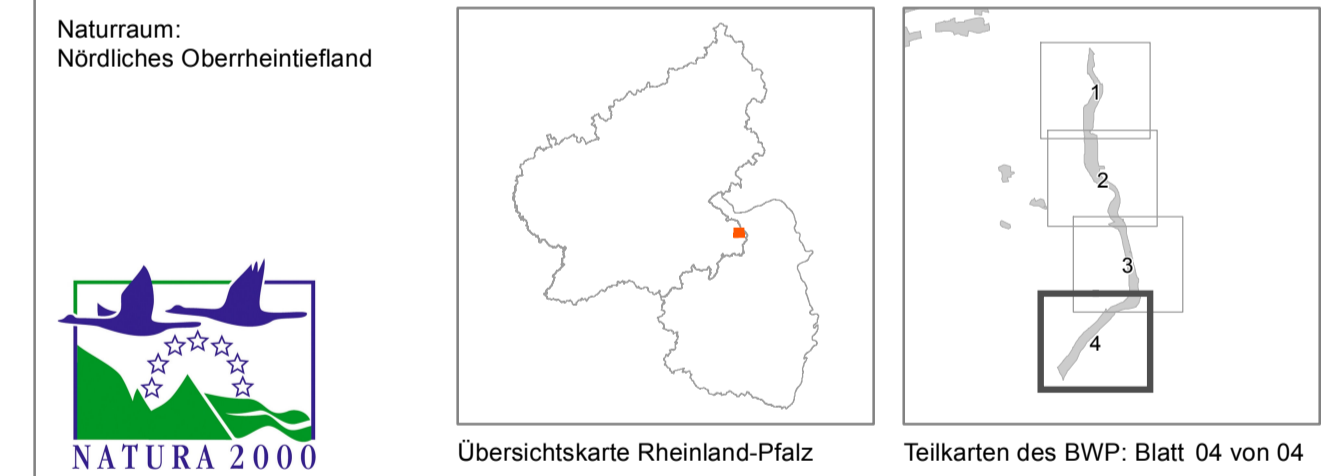 Naturraum:
Nördliches Oberrheintiefland
NATURA 2000
Übersichtskarte Rheinland-Pfalz
1
2
3
4
Teilkarten des BWP: Blatt 04 von 04